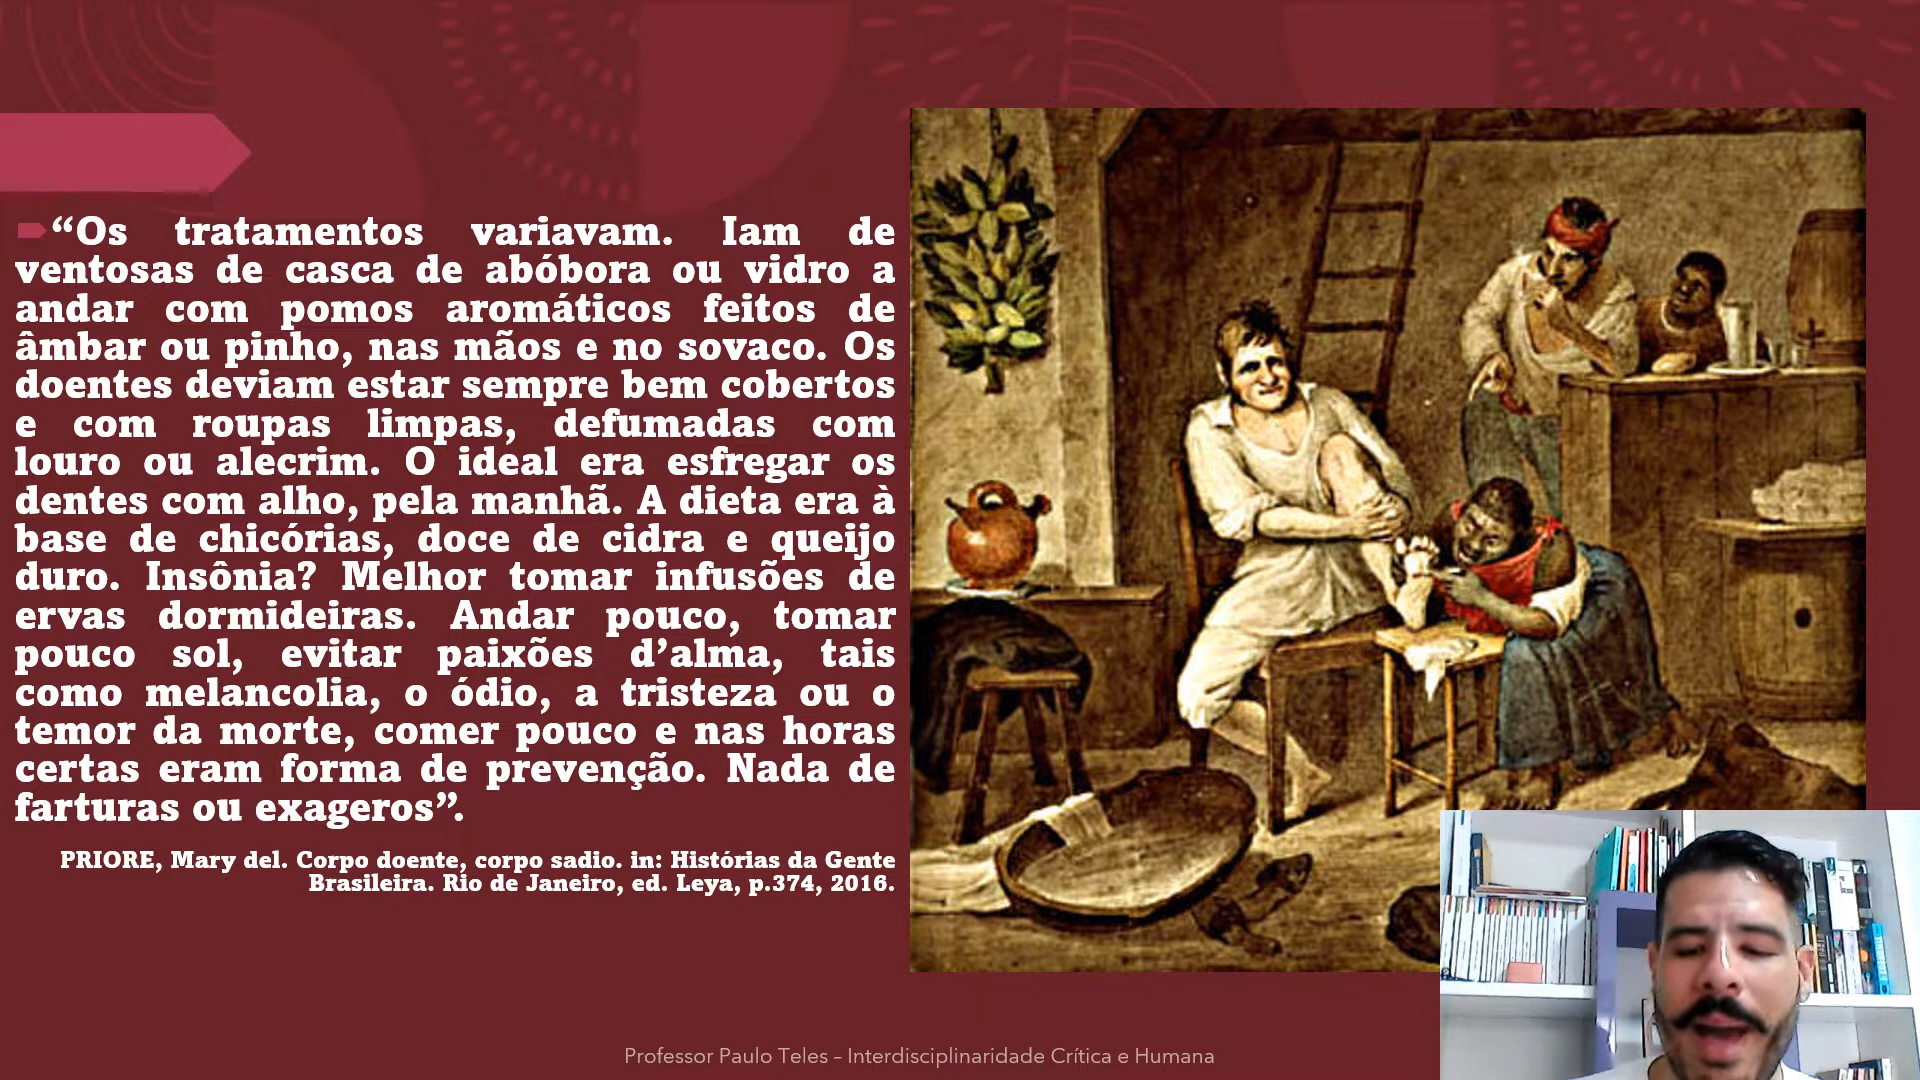 “Os tratamentos variavam. Iam de
ventosas de casca de abóbora ou vidro a
andar com pomos aromáticos feitos de
âmbar ou pinho, nas mãos e no sovaco. Os
doentes deviam estar sempre bem cobertos
e com roupas limpas, defumadas com
louro ou alecrim. O ideal era esfregar os
dentes com alho, pela manhã. A dieta era à
base de chicórias, doce de cidra e queijo
duro. Insônia? Melhor tomar infusões de
ervas dormideiras. Andar pouco, tomar
pouco sol, evitar paixões d’alma, tais
como melancolia, o ódio, a tristeza ou o
temor da morte, comer pouco e nas horas
certas eram forma de prevenção. Nada de
farturas ou exageros”.
PRIORE, Mary del. Corpo doente, corpo sadio. in: Histórias da Gente
Brasileira. Rio de Janeiro, ed. Leya, p.374, 2016.
Professor Paulo Teles – Interdisciplinaridade Crítica e Humana